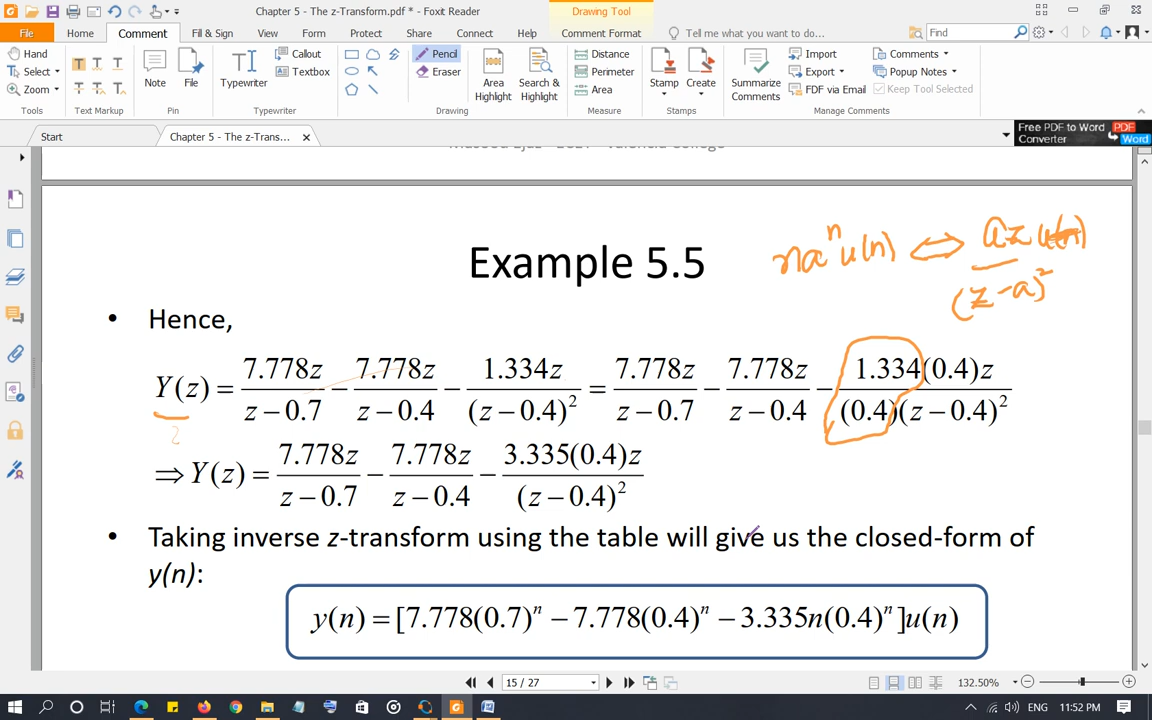 Chapter 5 - The z-Transform.pdf * - Foxit Reader
Drawing Tool
File Home Comment Fill & Sign View Form Protect Share Connect Help Comment Format Tell me what you want to do... Find
Hand
Select
Zoom
Tools
Text Markup
Note
File
Pin
Typewriter
Callout
Textbox
Typewriter
Pencil
Eraser
Drawing
Area Highlight
Search & Highlight
Distance
Perimeter
Area
Measure
Stamp
Create
Stamps
Summarize Comments
Import
Export
FDF via Email
Comments
Popup Notes
Keep Tool Selected
Manage Comments
Start
Chapter 5 - The z-Trans...
Free PDF to Word Converter
PDF Word
Example 5.5
na^n u(n) ⇔ az / (z-a)^2
• Hence,
Y(z) = 7.778z / (z − 0.7) − 7.778z / (z − 0.4) − 1.334z / (z − 0.4)^2 = 7.778z / (z − 0.7) − 7.778z / (z − 0.4) − 1.334(0.4)z / (0.4)(z − 0.4)^2
⇒ Y(z) = 7.778z / (z − 0.7) − 7.778z / (z − 0.4) − 3.335(0.4)z / (z − 0.4)^2
• Taking inverse z-transform using the table will give us the closed-form of
y(n):
y(n) = [7.778(0.7)^n − 7.778(0.4)^n − 3.335n(0.4)^n]u(n)
15 / 27
132.50%
ENG 11:52 PM